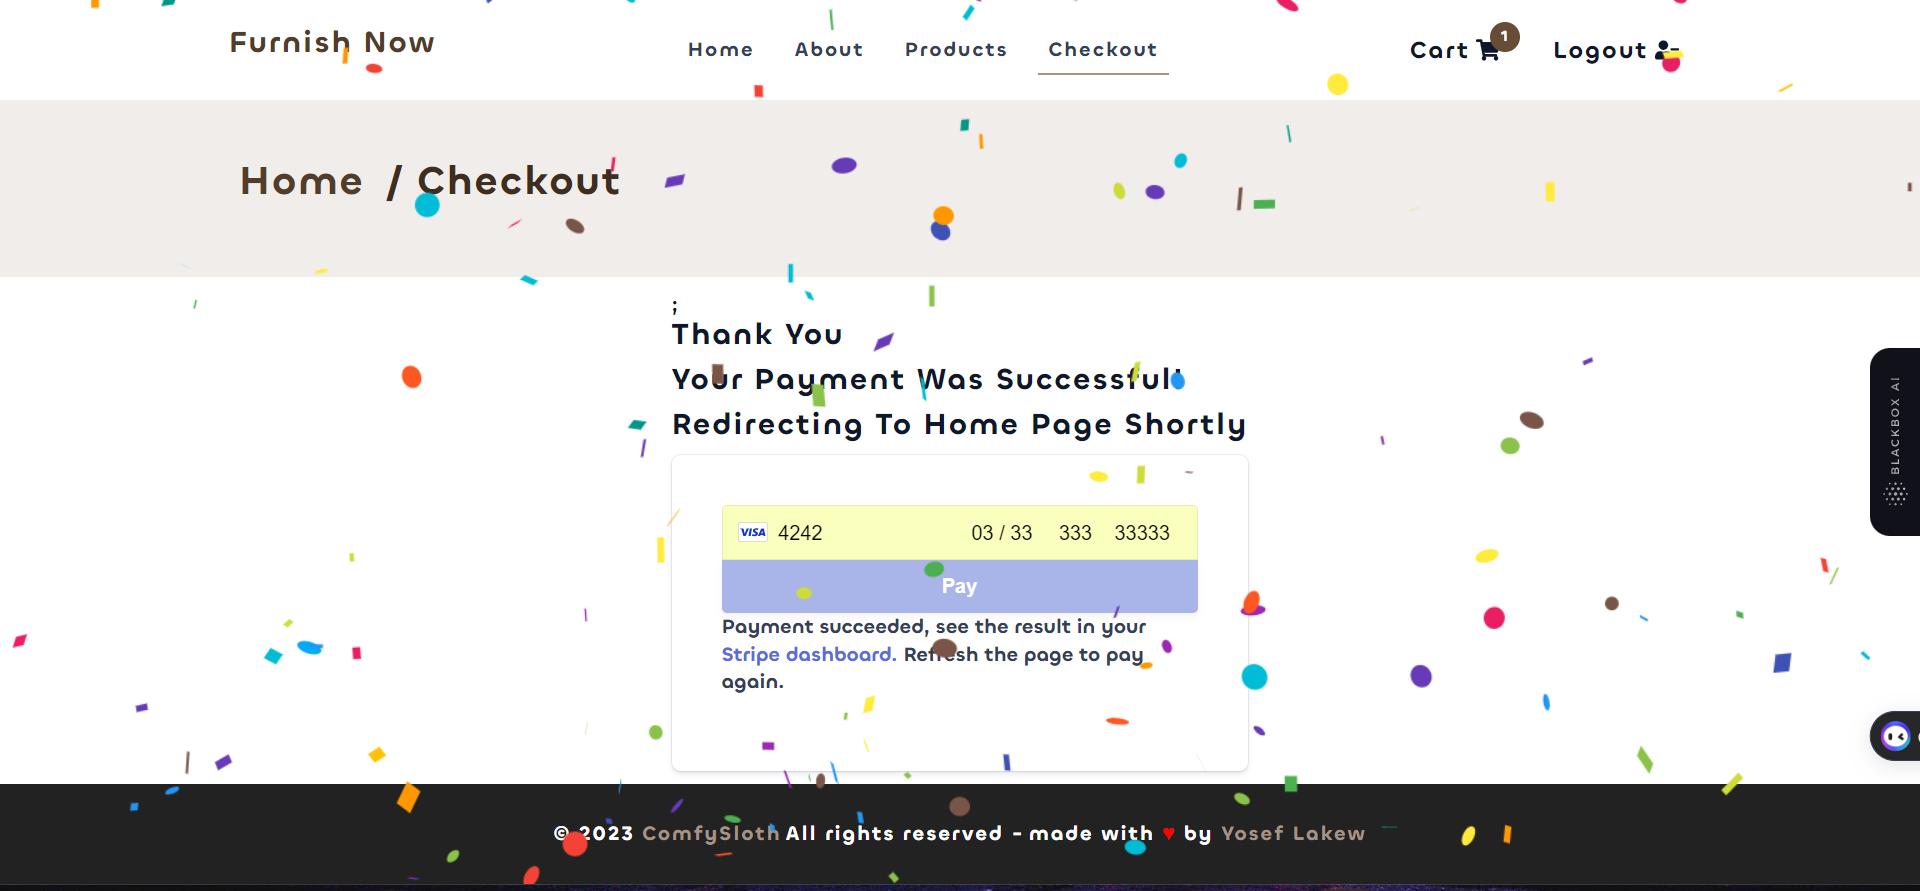 Furnish Now
Home About Products Checkout
Cart 1 Logout
Home / Checkout
;
Thank You
Your Payment Was Successful!
Redirecting To Home Page Shortly
VISA 4242 03 / 33 333 33333
Pay
Payment succeeded, see the result in your
Stripe dashboard. Refresh the page to pay
again.
BLACKBOX AI
© 2023 ComfySloth All rights reserved - made with ♥ by Yosef Lakew